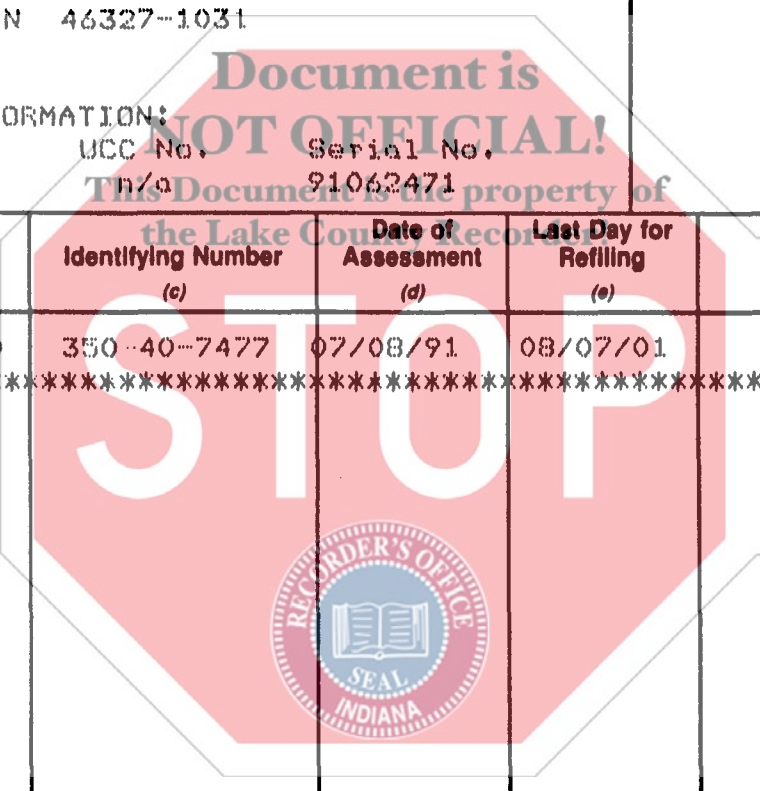 N 46327-1031
Document is
ORMATION:
NOT OFFICIAL!
UCC No. Serial No.
n/a 91062471
This Document is the property of
the Lake County Recorder!
Identifying Number
(c)
Date of
Assessment
(d)
Last Day for
Refiling
(e)
350-40-7477 07/08/91 08/07/01
STOP
RECORDER'S OFFICE
SEAL
INDIANA